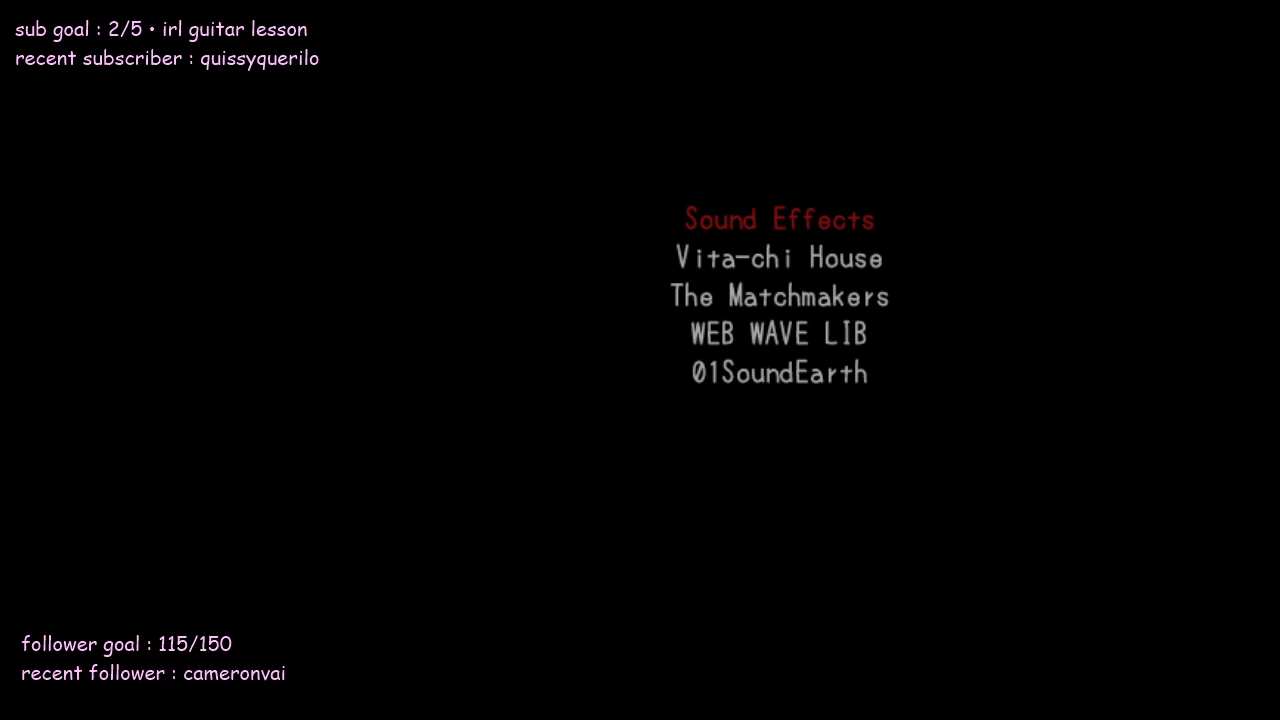 sub goal : 2/5 • irl guitar lesson
recent subscriber : quissyquerilo
Sound Effects
Vita-chi House
The Matchmakers
WEB WAVE LIB
01SoundEarth
follower goal : 115/150
recent follower : cameronvai